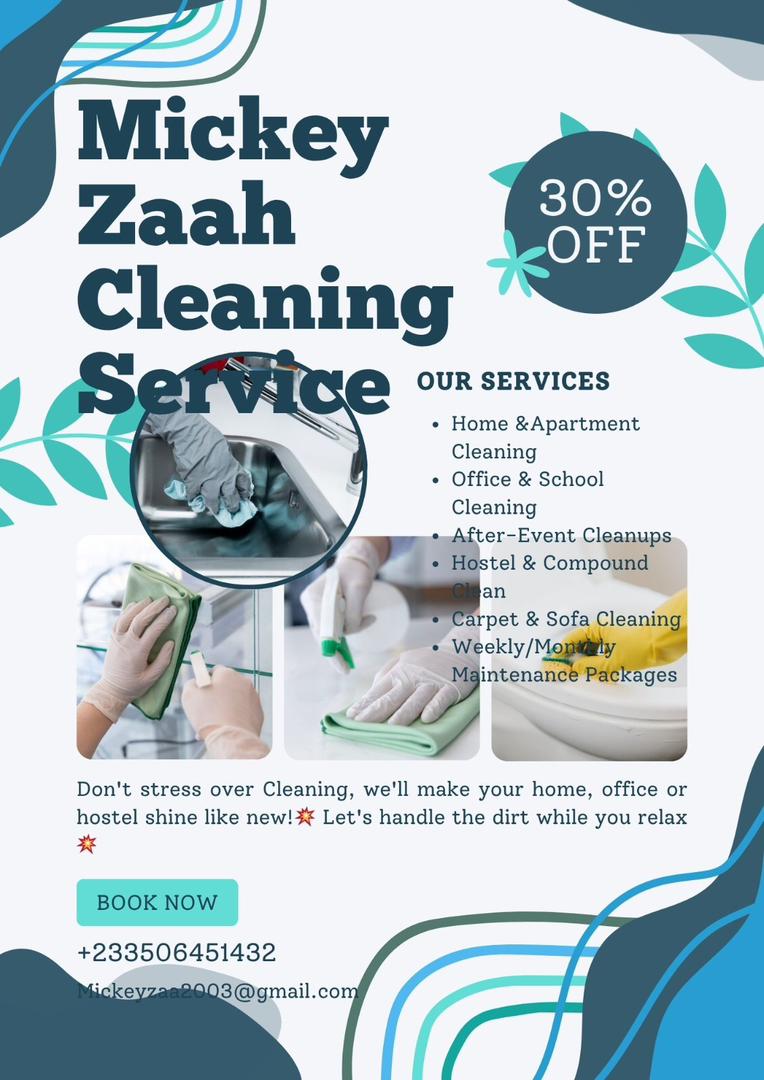 Mickey
Zaah
Cleaning
Service
30%
OFF
OUR SERVICES
• Home &Apartment
Cleaning
• Office & School
Cleaning
• After-Event Cleanups
• Hostel & Compound
Clean
• Carpet & Sofa Cleaning
• Weekly/Monthly
Maintenance Packages
Don't stress over Cleaning, we'll make your home, office or
hostel shine like new!💥 Let's handle the dirt while you relax
💥
BOOK NOW
+233506451432
Mickeyzaa2003@gmail.com